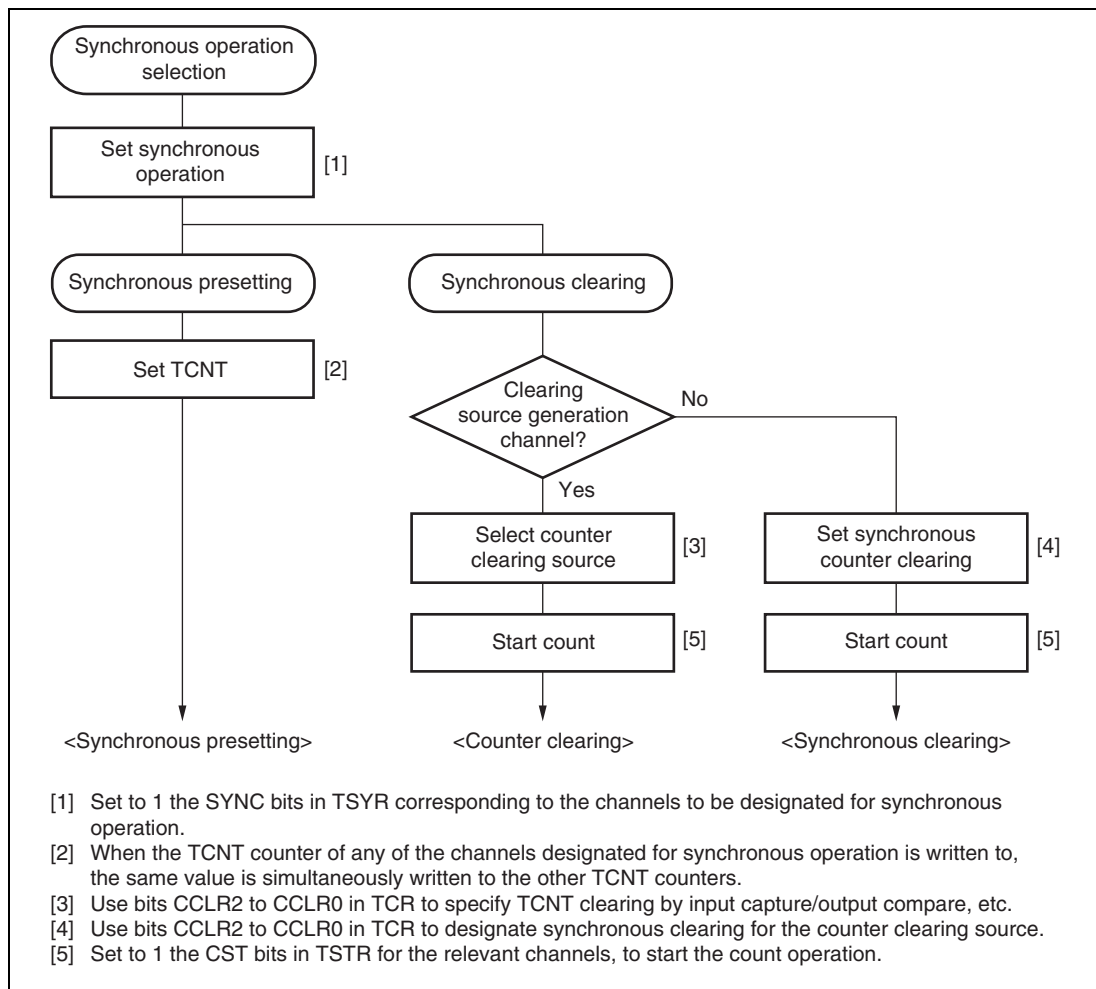 Synchronous operation
selection
Set synchronous
operation
[1]
Synchronous presetting
Synchronous clearing
Set TCNT
[2]
Clearing
source generation
channel?
No
Yes
Select counter
clearing source
[3]
Set synchronous
counter clearing
[4]
Start count
[5]
Start count
[5]
<Synchronous presetting>
<Counter clearing>
<Synchronous clearing>
[1] Set to 1 the SYNC bits in TSYR corresponding to the channels to be designated for synchronous
operation.
[2] When the TCNT counter of any of the channels designated for synchronous operation is written to,
the same value is simultaneously written to the other TCNT counters.
[3] Use bits CCLR2 to CCLR0 in TCR to specify TCNT clearing by input capture/output compare, etc.
[4] Use bits CCLR2 to CCLR0 in TCR to designate synchronous clearing for the counter clearing source.
[5] Set to 1 the CST bits in TSTR for the relevant channels, to start the count operation.